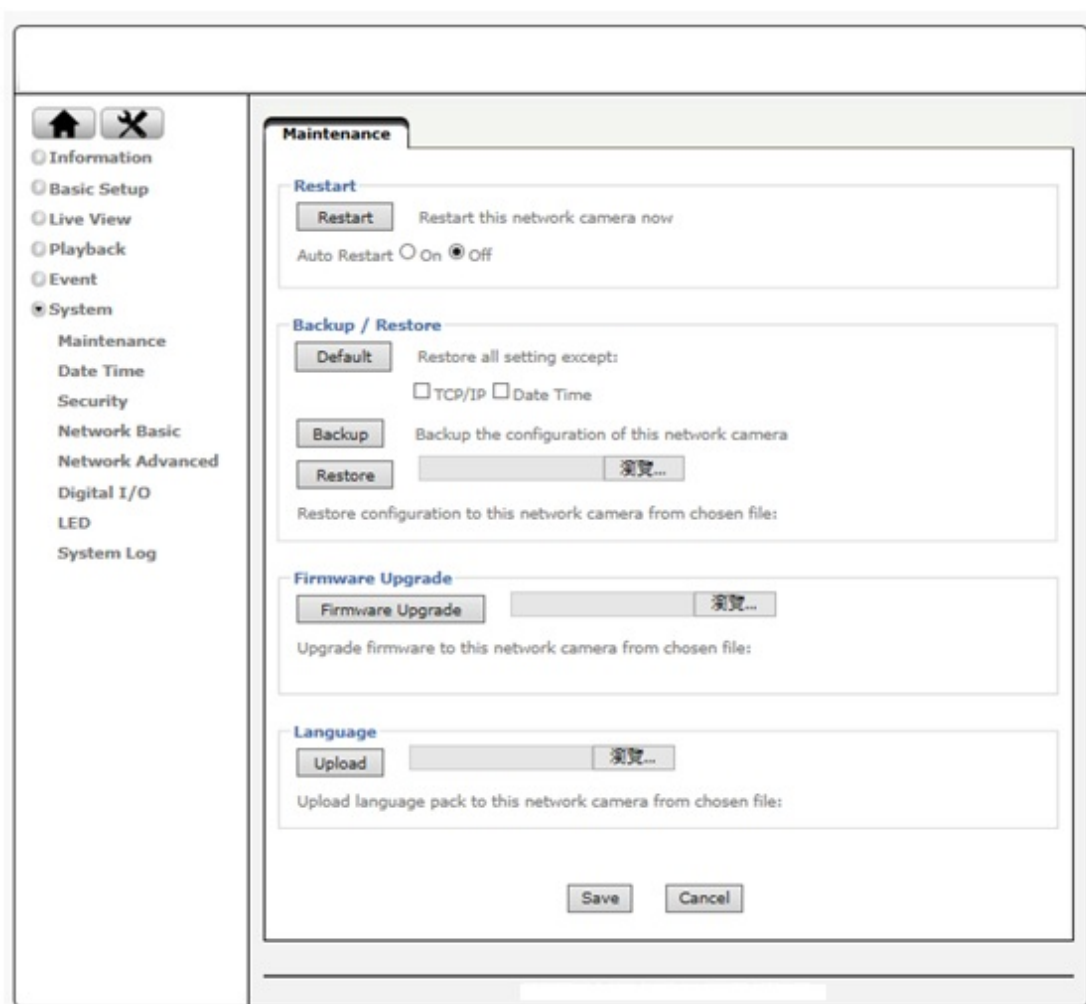 Information
Basic Setup
Live View
Playback
Event
System
Maintenance
Date Time
Security
Network Basic
Network Advanced
Digital I/O
LED
System Log
Maintenance
Restart
Restart Restart this network camera now
Auto Restart On Off
Backup / Restore
Default Restore all setting except:
TCP/IP Date Time
Backup Backup the configuration of this network camera
Restore 瀏覽...
Restore configuration to this network camera from chosen file:
Firmware Upgrade
Firmware Upgrade 瀏覽...
Upgrade firmware to this network camera from chosen file:
Language
Upload 瀏覽...
Upload language pack to this network camera from chosen file:
Save Cancel